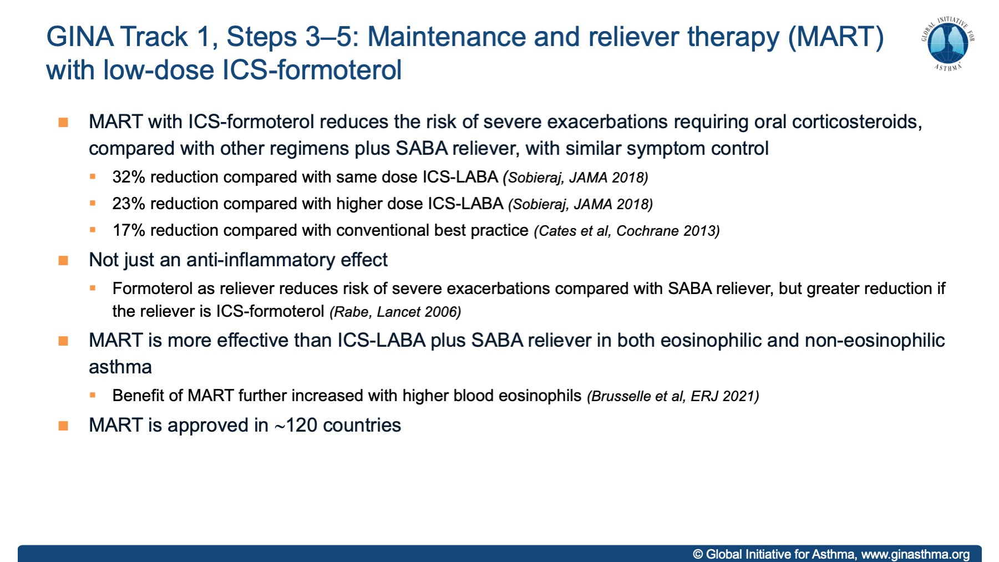 GINA Track 1, Steps 3–5: Maintenance and reliever therapy (MART)
with low-dose ICS-formoterol
GLOBAL INITIATIVE FOR
ASTHMA
■ MART with ICS-formoterol reduces the risk of severe exacerbations requiring oral corticosteroids,
compared with other regimens plus SABA reliever, with similar symptom control
▪ 32% reduction compared with same dose ICS-LABA (Sobieraj, JAMA 2018)
▪ 23% reduction compared with higher dose ICS-LABA (Sobieraj, JAMA 2018)
▪ 17% reduction compared with conventional best practice (Cates et al, Cochrane 2013)
■ Not just an anti-inflammatory effect
▪ Formoterol as reliever reduces risk of severe exacerbations compared with SABA reliever, but greater reduction if
the reliever is ICS-formoterol (Rabe, Lancet 2006)
■ MART is more effective than ICS-LABA plus SABA reliever in both eosinophilic and non-eosinophilic
asthma
▪ Benefit of MART further increased with higher blood eosinophils (Brusselle et al, ERJ 2021)
■ MART is approved in ~120 countries
© Global Initiative for Asthma, www.ginasthma.org